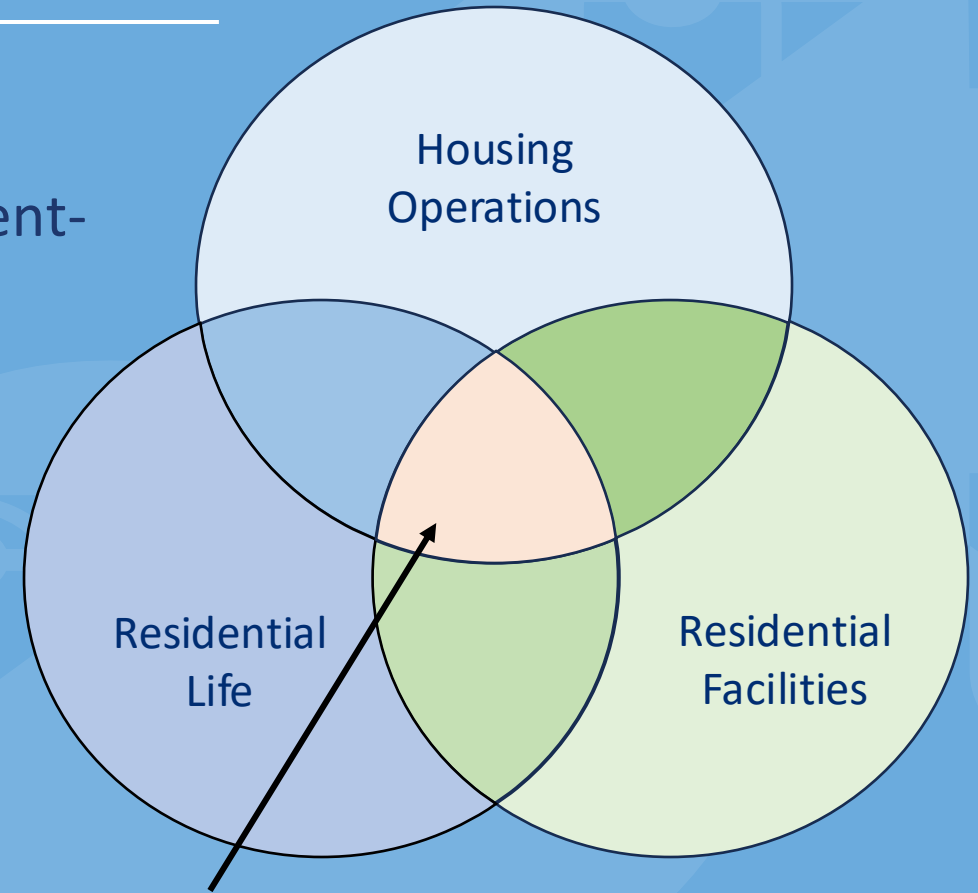 Housing
Operations
ent-
Residential
Life
Residential
Facilities